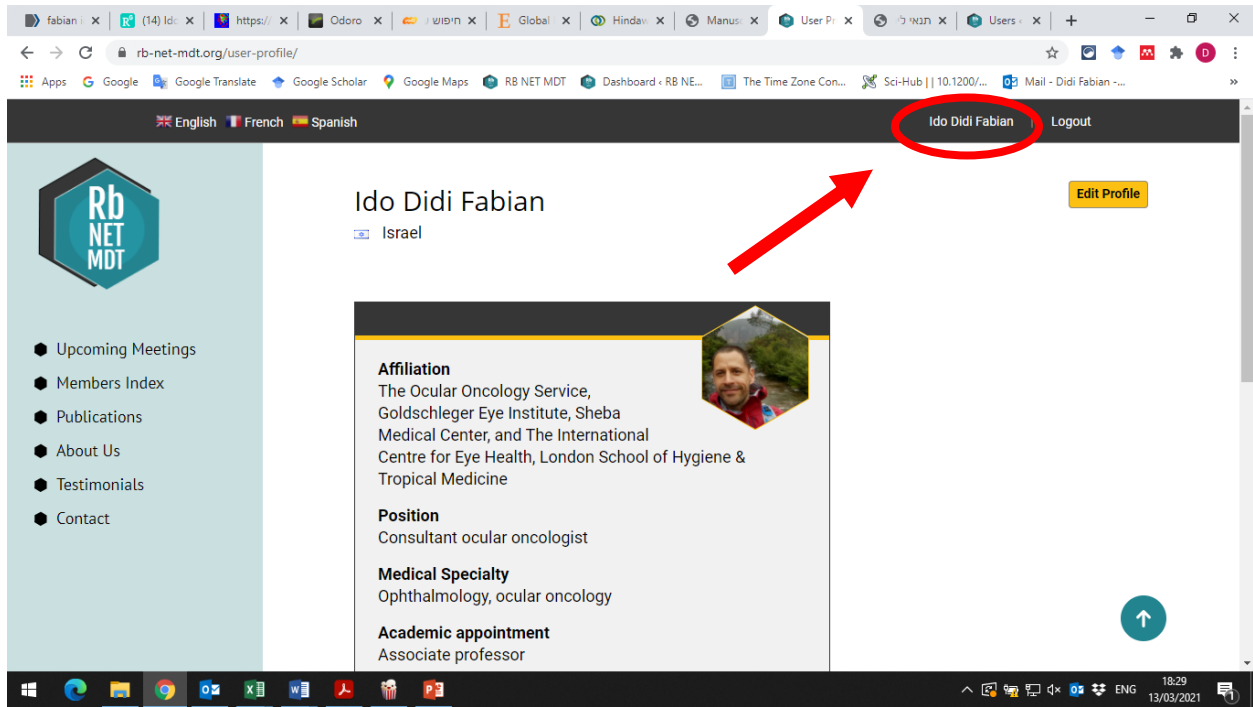 fabian i
(14) Ido
https://
Odoro
חיפוש
Global
Hindaw
Manusc
User Pr
תנאי לי
Users ‹
rb-net-mdt.org/user-profile/
D
Apps
Google
Google Translate
Google Scholar
Google Maps
RB NET MDT
Dashboard ‹ RB NE...
The Time Zone Con...
Sci-Hub | | 10.1200/...
Mail - Didi Fabian -...
»
English French Spanish
Ido Didi Fabian | Logout
Rb
NET
MDT
Ido Didi Fabian
Edit Profile
Israel
Upcoming Meetings
Members Index
Publications
About Us
Testimonials
Contact
Affiliation
The Ocular Oncology Service,
Goldschleger Eye Institute, Sheba
Medical Center, and The International
Centre for Eye Health, London School of Hygiene &
Tropical Medicine
Position
Consultant ocular oncologist
Medical Specialty
Ophthalmology, ocular oncology
Academic appointment
Associate professor
ENG
18:29
13/03/2021
1